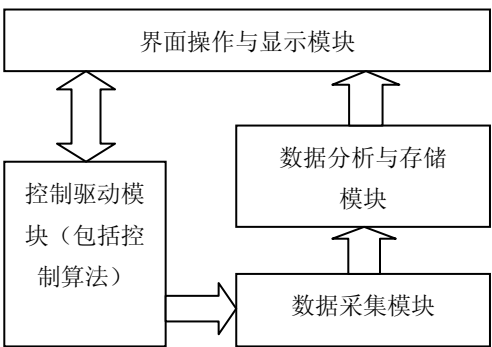 界面操作与显示模块
数据分析与存储
模块
控制驱动模
块（包括控
制算法）
数据采集模块